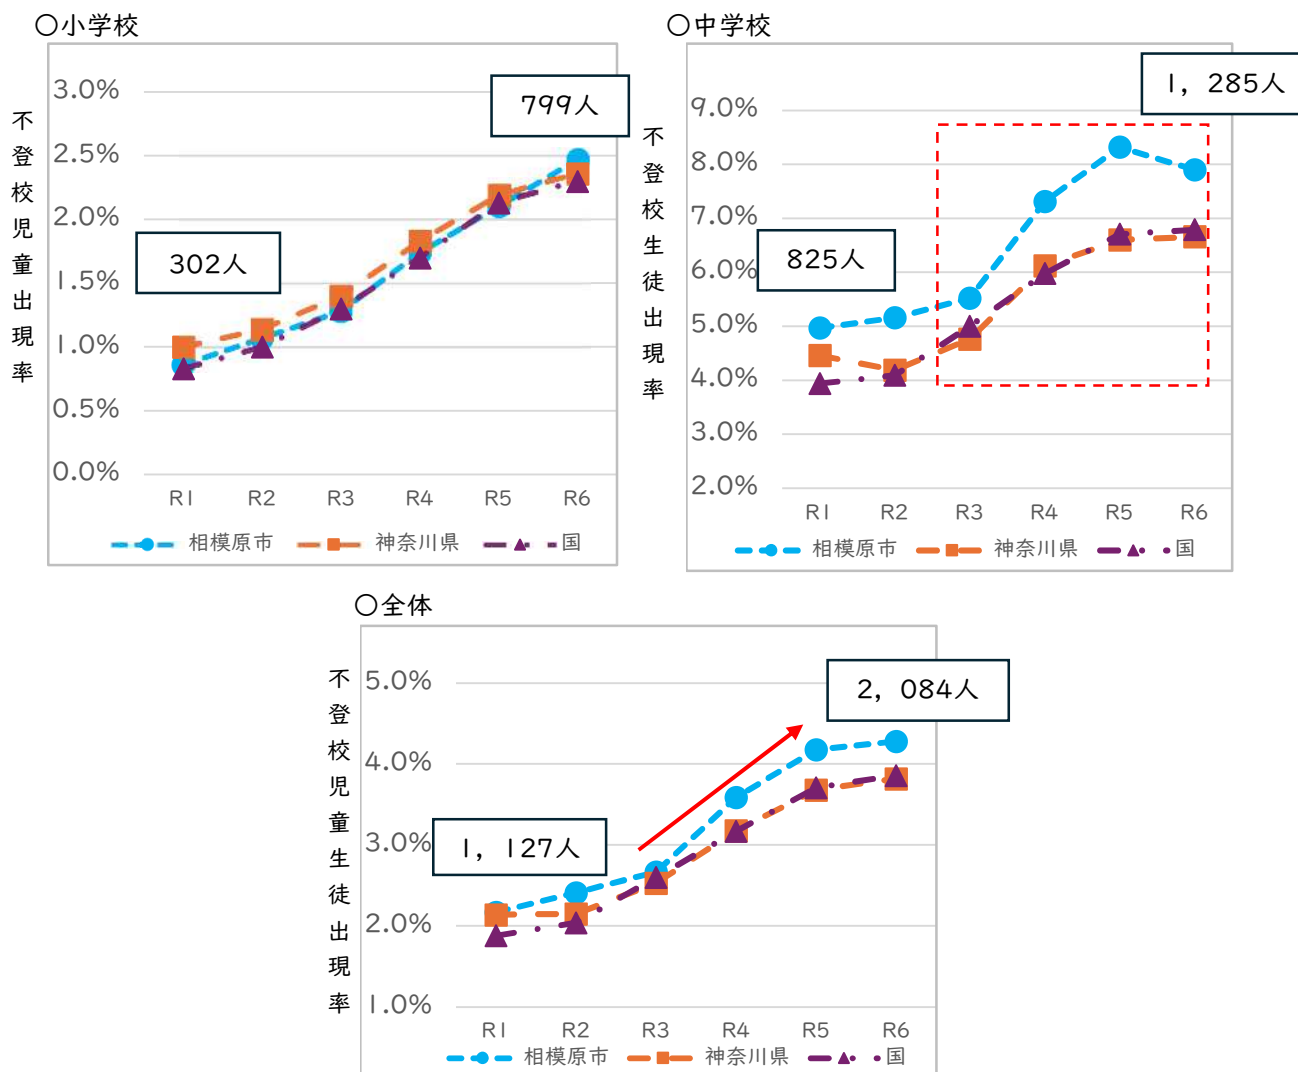 ○小学校
不登校児童出現率
3.0%
2.5%
2.0%
1.5%
1.0%
0.5%
0.0%
799人
302人
R1 R2 R3 R4 R5 R6
相模原市 神奈川県 国
○中学校
不登校生徒出現率
9.0%
8.0%
7.0%
6.0%
5.0%
4.0%
3.0%
2.0%
1,285人
825人
R1 R2 R3 R4 R5 R6
相模原市 神奈川県 国
○全体
不登校児童生徒出現率
5.0%
4.0%
3.0%
2.0%
1.0%
2,084人
1,127人
R1 R2 R3 R4 R5 R6
相模原市 神奈川県 国